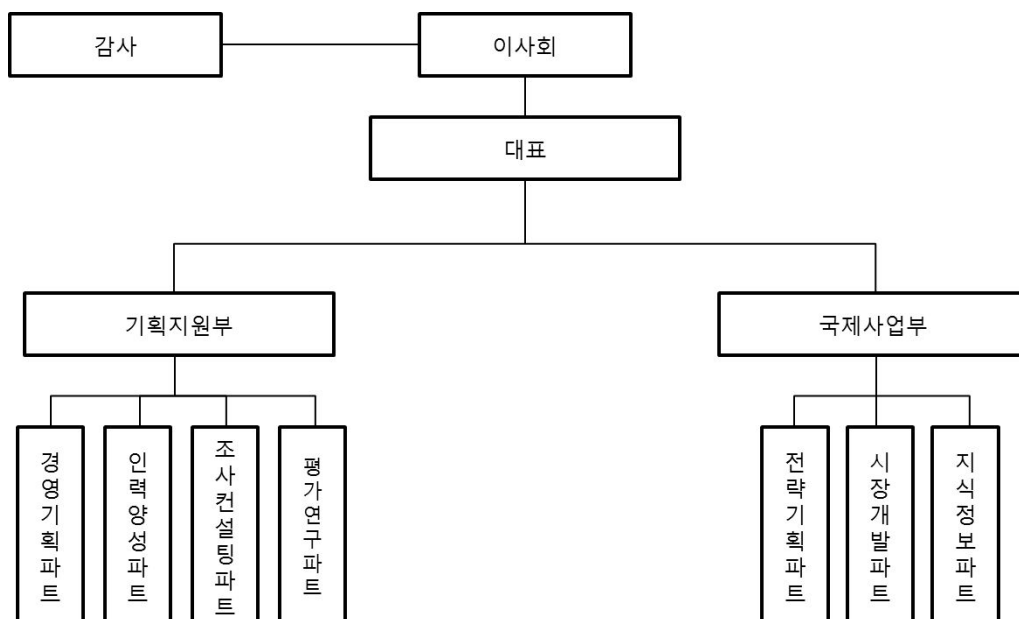 감사
이사회
대표
기획지원부
국제사업부
경영기획파트
인력양성파트
조사컨설팅파트
평가연구파트
전략기획파트
시장개발파트
지식정보파트